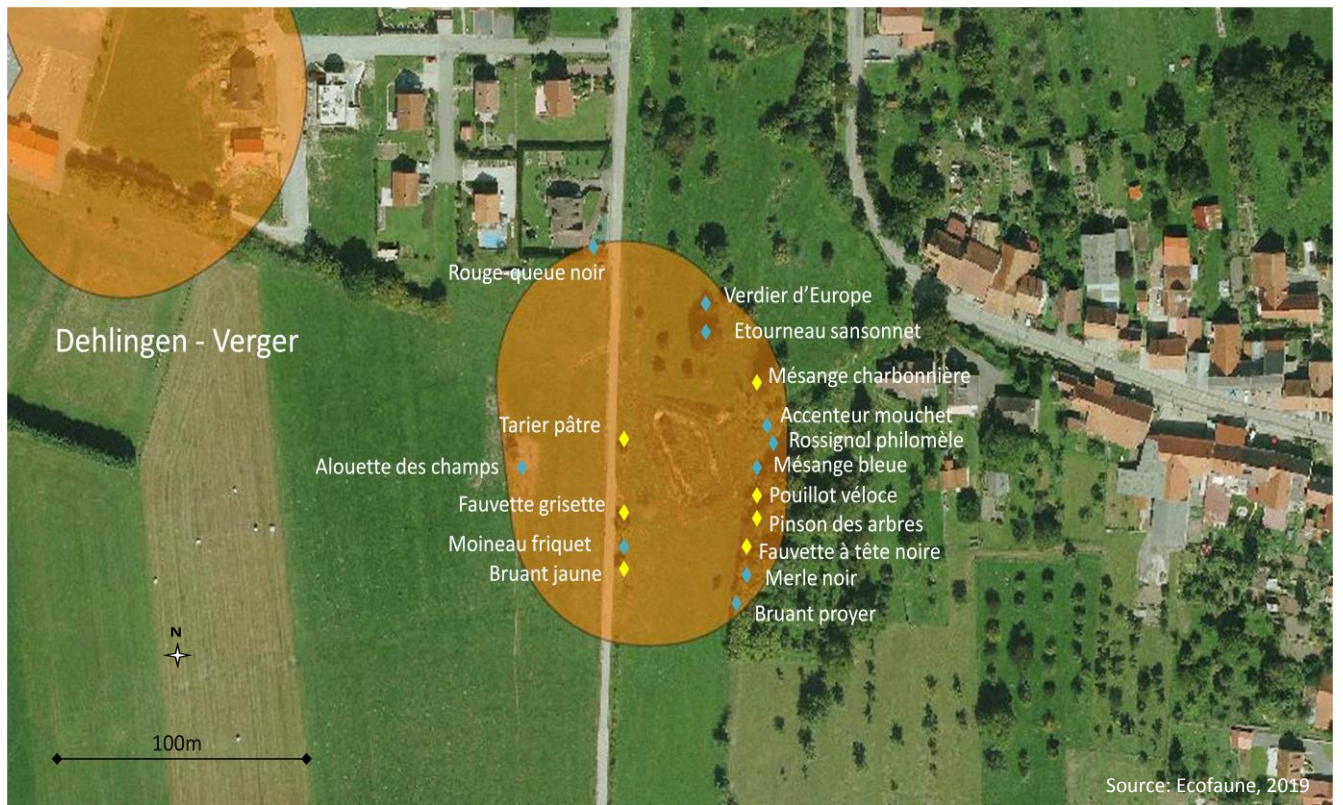 Rouge-queue noir
Verdier d’Europe
Etourneau sansonnet
Dehlingen - Verger
Mésange charbonnière
Accenteur mouchet
Tarier pâtre
Rossignol philomèle
Alouette des champs
Mésange bleue
Pouillot véloce
Fauvette grisette
Pinson des arbres
Moineau friquet
Fauvette à tête noire
Bruant jaune
Merle noir
Bruant proyer
N
100m
Source: Ecofaune, 2019